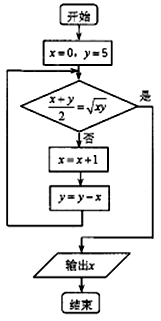 开始
x=0, y=5
(x+y)/2=√xy
是
否
x=x+1
y=y-x
输出x
结束